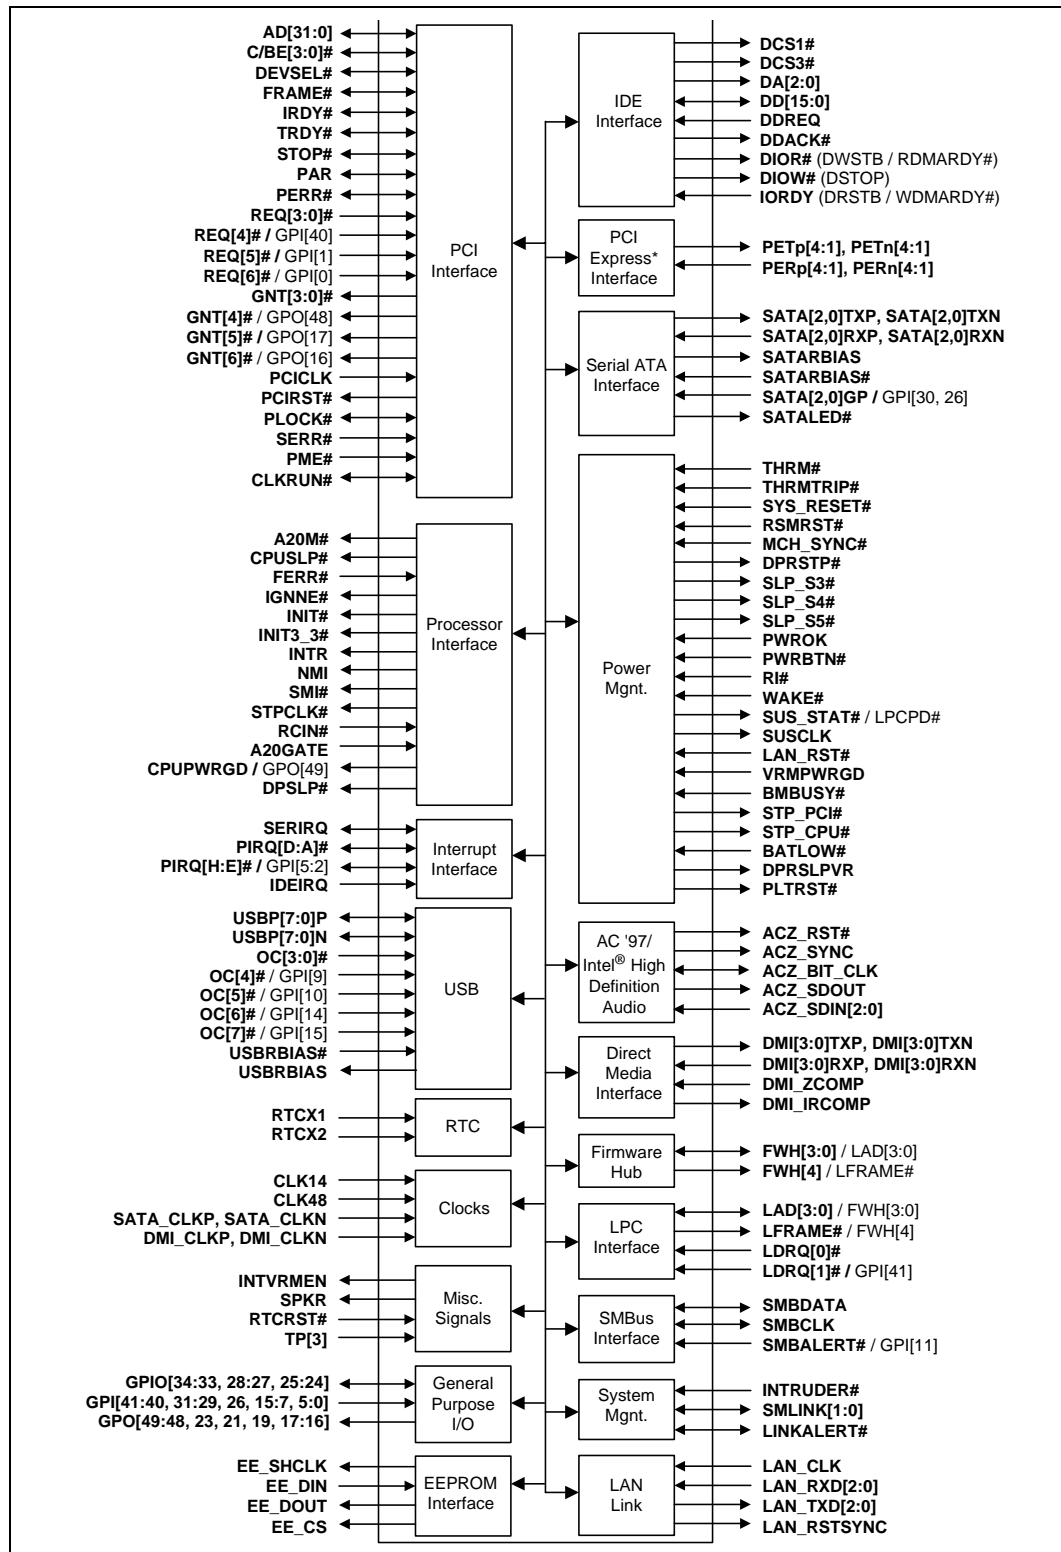 AD[31:0]
C/BE[3:0]#
DEVSEL#
FRAME#
IRDY#
TRDY#
STOP#
PAR
PERR#
REQ[3:0]#
REQ[4]# / GPI[40]
REQ[5]# / GPI[1]
REQ[6]# / GPI[0]
GNT[3:0]#
GNT[4]# / GPO[48]
GNT[5]# / GPO[17]
GNT[6]# / GPO[16]
PCICLK
PCIRST#
PLOCK#
SERR#
PME#
CLKRUN#
PCI
Interface
A20M#
CPUSLP#
FERR#
IGNNE#
INIT#
INIT3_3#
INTR
NMI
SMI#
STPCLK#
RCIN#
A20GATE
CPUPWRGD / GPO[49]
DPSLP#
Processor
Interface
SERIRQ
PIRQ[D:A]#
PIRQ[H:E]# / GPI[5:2]
IDEIRQ
Interrupt
Interface
USBP[7:0]P
USBP[7:0]N
OC[3:0]#
OC[4]# / GPI[9]
OC[5]# / GPI[10]
OC[6]# / GPI[14]
OC[7]# / GPI[15]
USBRBIAS#
USBRBIAS
USB
RTCX1
RTCX2
RTC
CLK14
CLK48
SATA_CLKP, SATA_CLKN
DMI_CLKP, DMI_CLKN
Clocks
INTVRMEN
SPKR
RTCRST#
TP[3]
Misc.
Signals
GPIO[34:33, 28:27, 25:24]
GPI[41:40, 31:29, 26, 15:7, 5:0]
GPO[49:48, 23, 21, 19, 17:16]
General
Purpose
I/O
EE_SHCLK
EE_DIN
EE_DOUT
EE_CS
EEPROM
Interface
IDE
Interface
DCS1#
DCS3#
DA[2:0]
DD[15:0]
DDREQ
DDACK#
DIOR# (DWSTB / RDMARDY#)
DIOW# (DSTOP)
IORDY (DRSTB / WDMARDY#)
PCI
Express*
Interface
PETp[4:1], PETn[4:1]
PERp[4:1], PERn[4:1]
Serial ATA
Interface
SATA[2,0]TXP, SATA[2,0]TXN
SATA[2,0]RXP, SATA[2,0]RXN
SATARBIAS
SATARBIAS#
SATA[2,0]GP / GPI[30, 26]
SATALED#
Power
Mgnt.
THRM#
THRMTRIP#
SYS_RESET#
RSMRST#
MCH_SYNC#
DPRSTP#
SLP_S3#
SLP_S4#
SLP_S5#
PWROK
PWRBTN#
RI#
WAKE#
SUS_STAT# / LPCPD#
SUSCLK
LAN_RST#
VRMPWRGD
BMBUSY#
STP_PCI#
STP_CPU#
BATLOW#
DPRSLPVR
PLTRST#
AC '97/
Intel® High
Definition
Audio
ACZ_RST#
ACZ_SYNC
ACZ_BIT_CLK
ACZ_SDOUT
ACZ_SDIN[2:0]
Direct
Media
Interface
DMI[3:0]TXP, DMI[3:0]TXN
DMI[3:0]RXP, DMI[3:0]RXN
DMI_ZCOMP
DMI_IRCOMP
Firmware
Hub
FWH[3:0] / LAD[3:0]
FWH[4] / LFRAME#
LPC
Interface
LAD[3:0] / FWH[3:0]
LFRAME# / FWH[4]
LDRQ[0]#
LDRQ[1]# / GPI[41]
SMBus
Interface
SMBDATA
SMBCLK
SMBALERT# / GPI[11]
System
Mgnt.
INTRUDER#
SMLINK[1:0]
LINKALERT#
LAN
Link
LAN_CLK
LAN_RXD[2:0]
LAN_TXD[2:0]
LAN_RSTSYNC